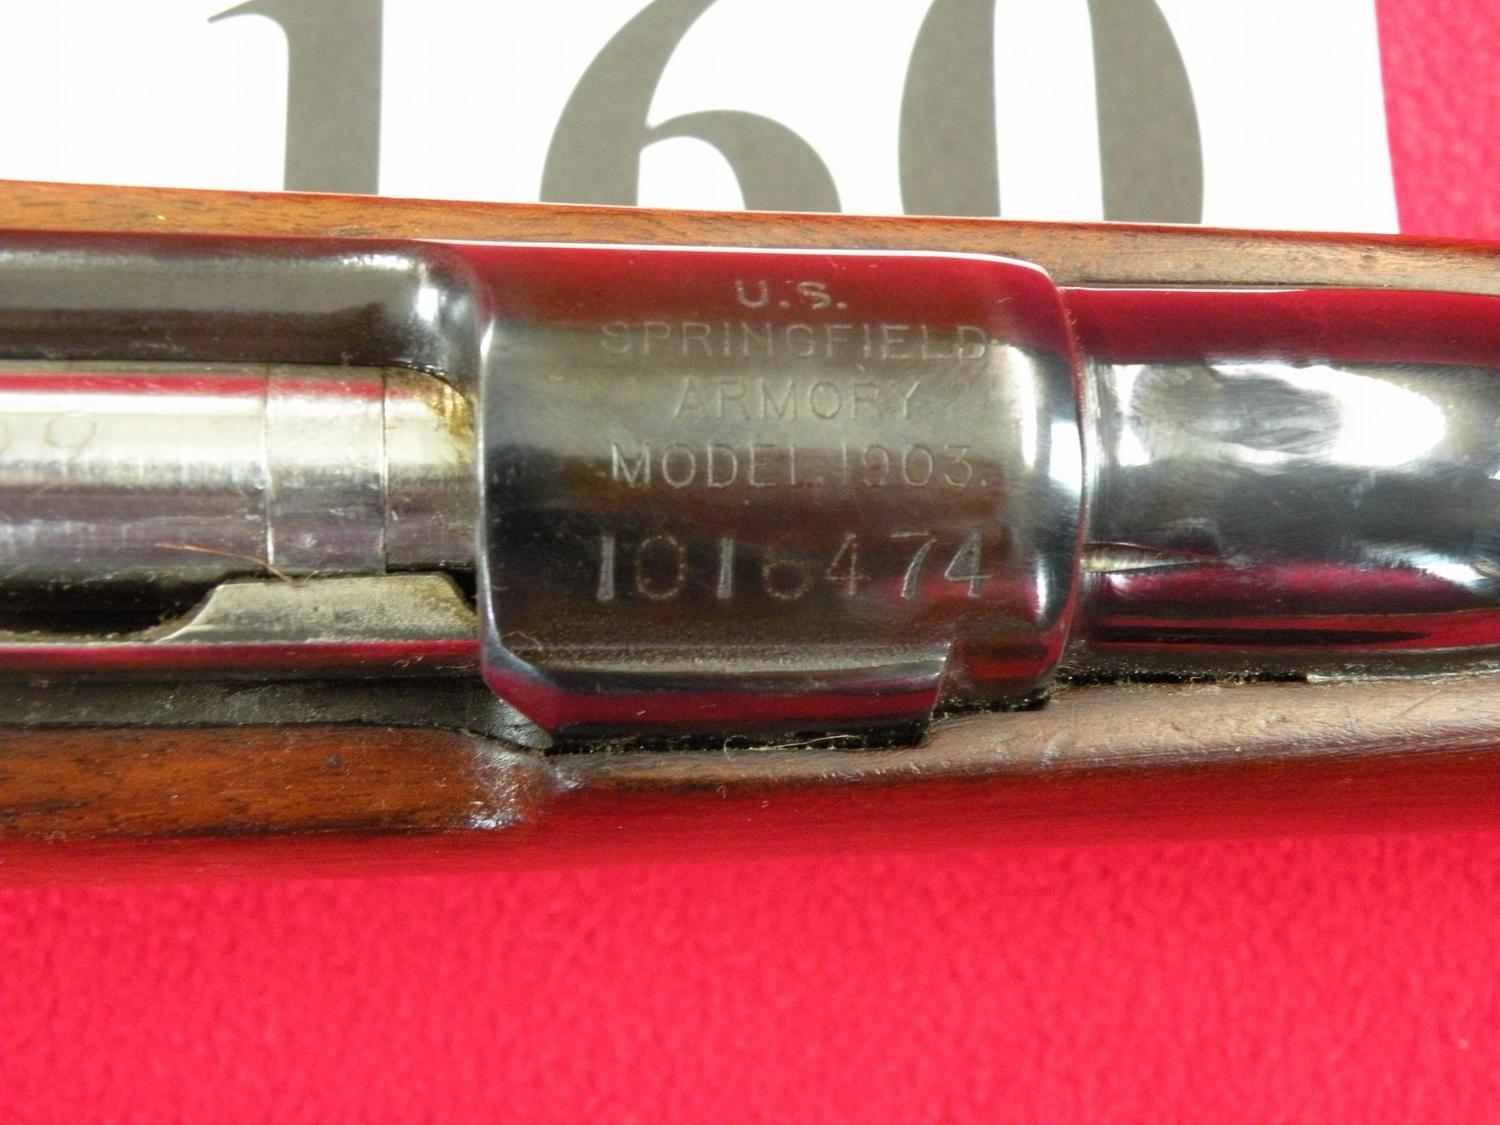 160
U.S.
SPRINGFIELD
ARMORY
MODEL 1903.
1016474